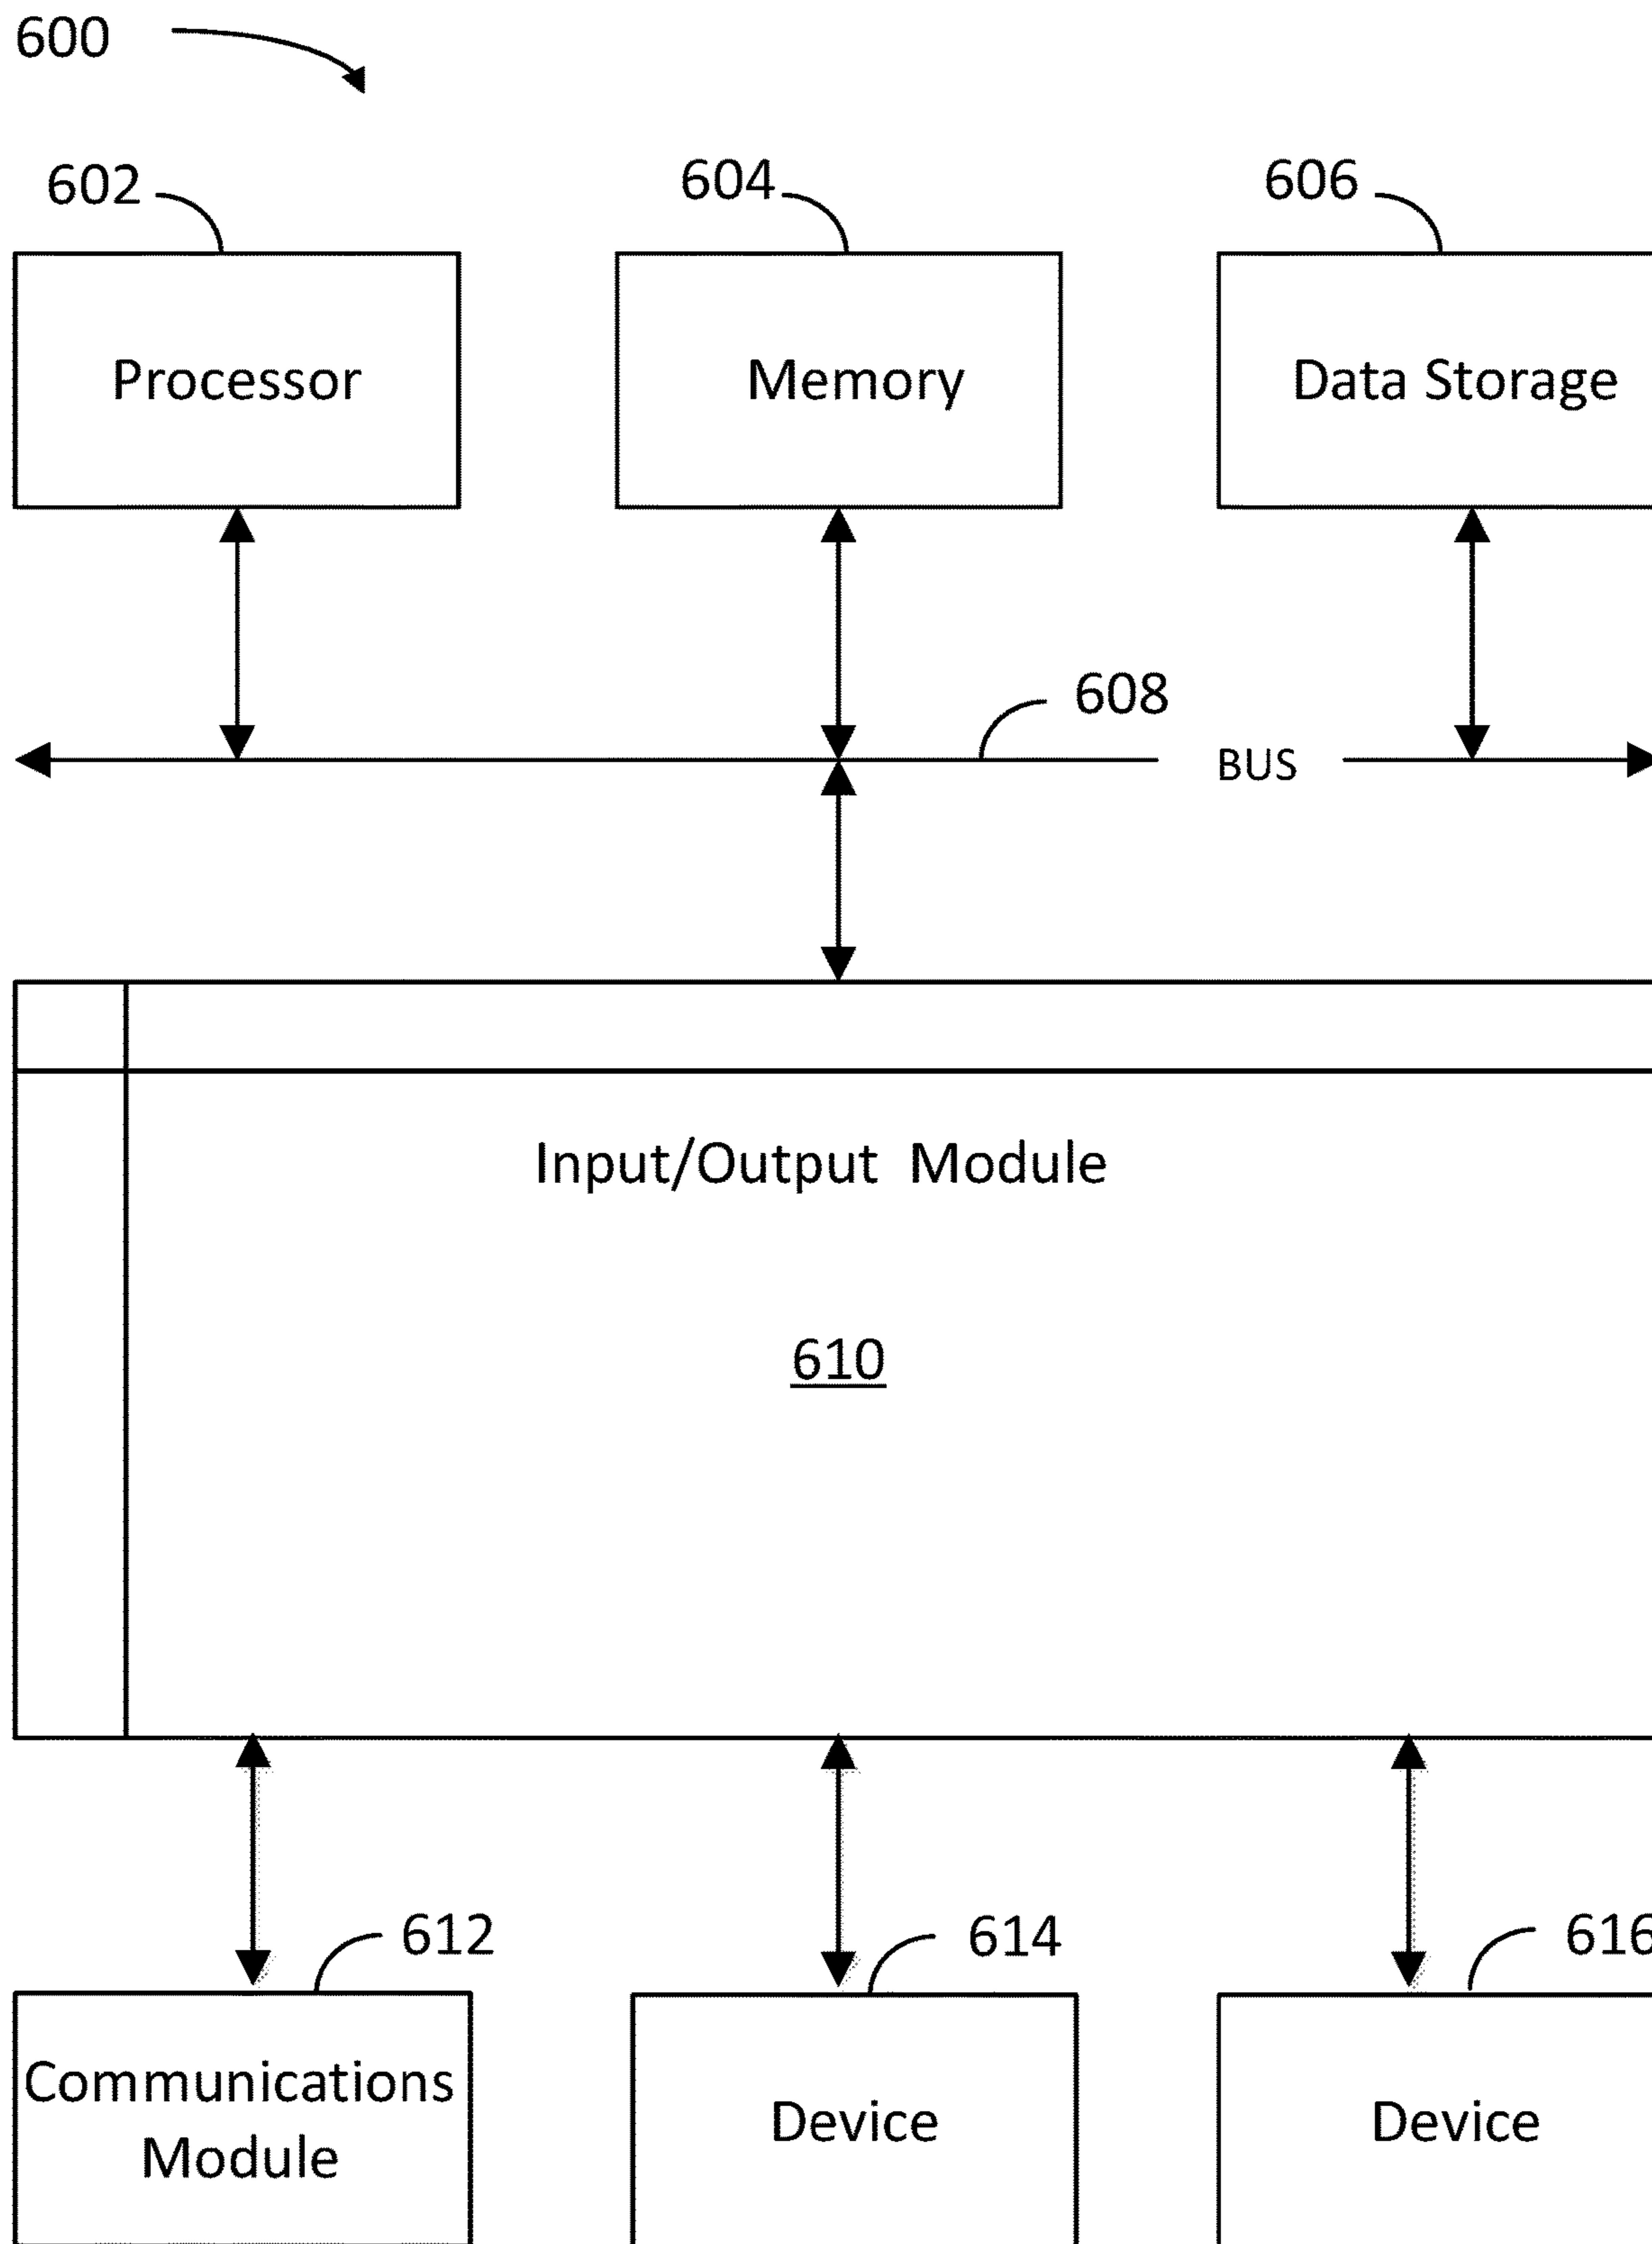 600
602
604
606
Processor
Memory
Data Storage
608
BUS
Input/Output Module
610
612
614
616
Communications
Module
Device
Device